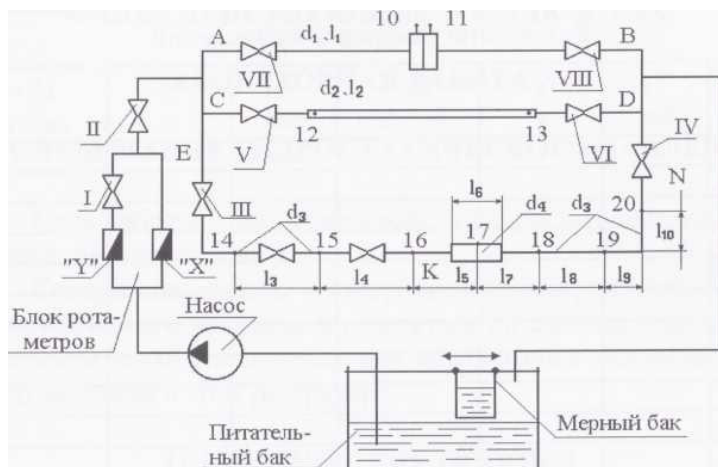 10 11
A d₁, l₁ B
VII VIII
C d₂, l₂ D
II 12 13 IV
E V VI N
I l₆ 20
III d₃ d₄ d₃ l₁₀
14 15 16 17 18 19
"Y" "X" K
l₃ l₄ l₅ l₇ l₈ l₉
Блок рота-
метров
Насос
Мерный бак
Питатель-
ный бак